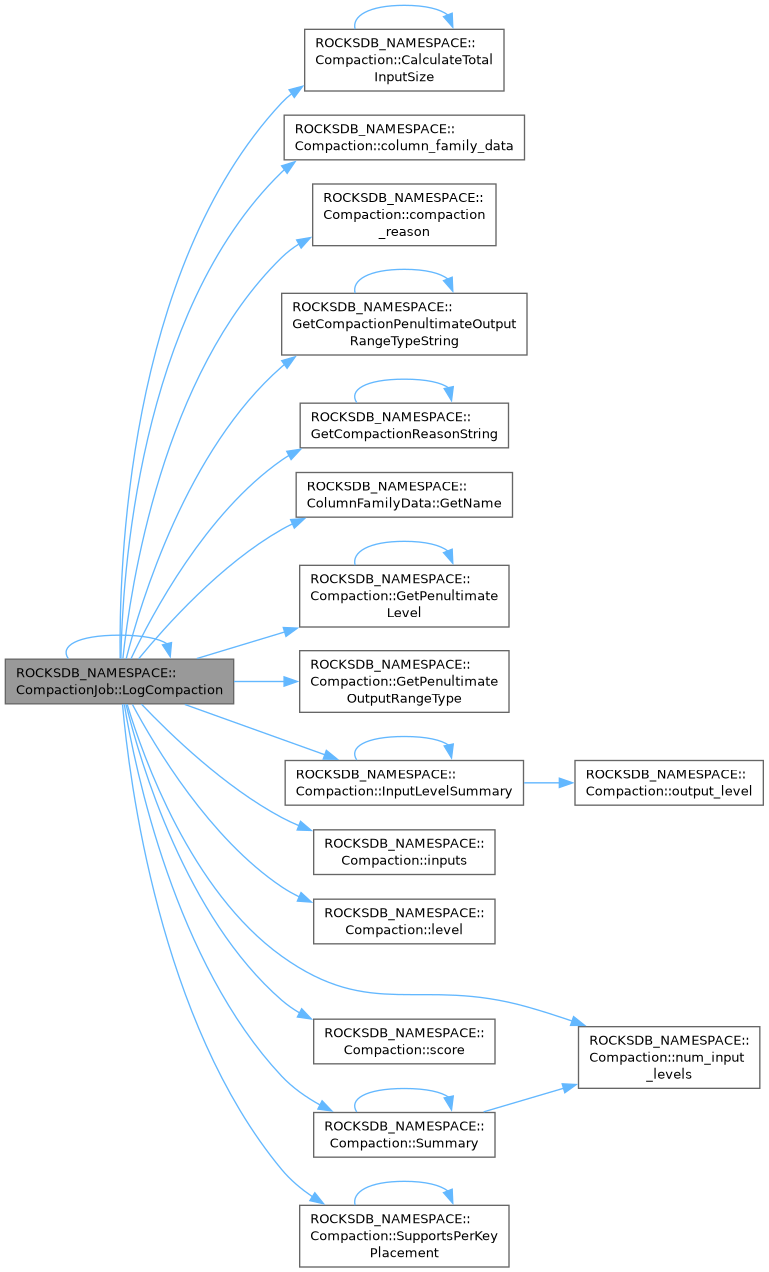 ROCKSDB_NAMESPACE::
Compaction::CalculateTotal
InputSize
ROCKSDB_NAMESPACE::
Compaction::column_family_data
ROCKSDB_NAMESPACE::
Compaction::compaction
_reason
ROCKSDB_NAMESPACE::
GetCompactionPenultimateOutput
RangeTypeString
ROCKSDB_NAMESPACE::
GetCompactionReasonString
ROCKSDB_NAMESPACE::
ColumnFamilyData::GetName
ROCKSDB_NAMESPACE::
Compaction::GetPenultimate
Level
ROCKSDB_NAMESPACE::
CompactionJob::LogCompaction
ROCKSDB_NAMESPACE::
Compaction::GetPenultimate
OutputRangeType
ROCKSDB_NAMESPACE::
Compaction::InputLevelSummary
ROCKSDB_NAMESPACE::
Compaction::output_level
ROCKSDB_NAMESPACE::
Compaction::inputs
ROCKSDB_NAMESPACE::
Compaction::level
ROCKSDB_NAMESPACE::
Compaction::score
ROCKSDB_NAMESPACE::
Compaction::num_input
_levels
ROCKSDB_NAMESPACE::
Compaction::Summary
ROCKSDB_NAMESPACE::
Compaction::SupportsPerKey
Placement